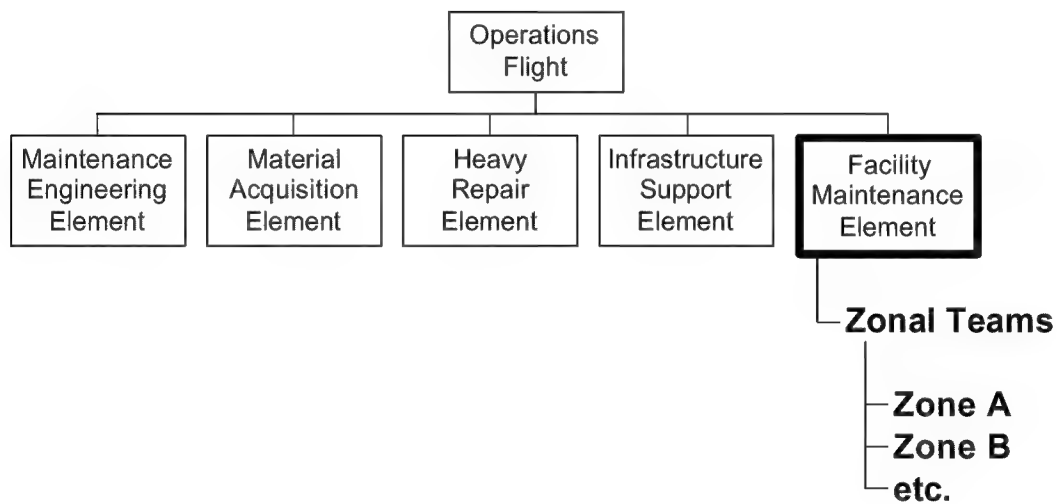 Operations
Flight
Maintenance
Engineering
Element
Material
Acquisition
Element
Heavy
Repair
Element
Infrastructure
Support
Element
Facility
Maintenance
Element
Zonal Teams
Zone A
Zone B
etc.